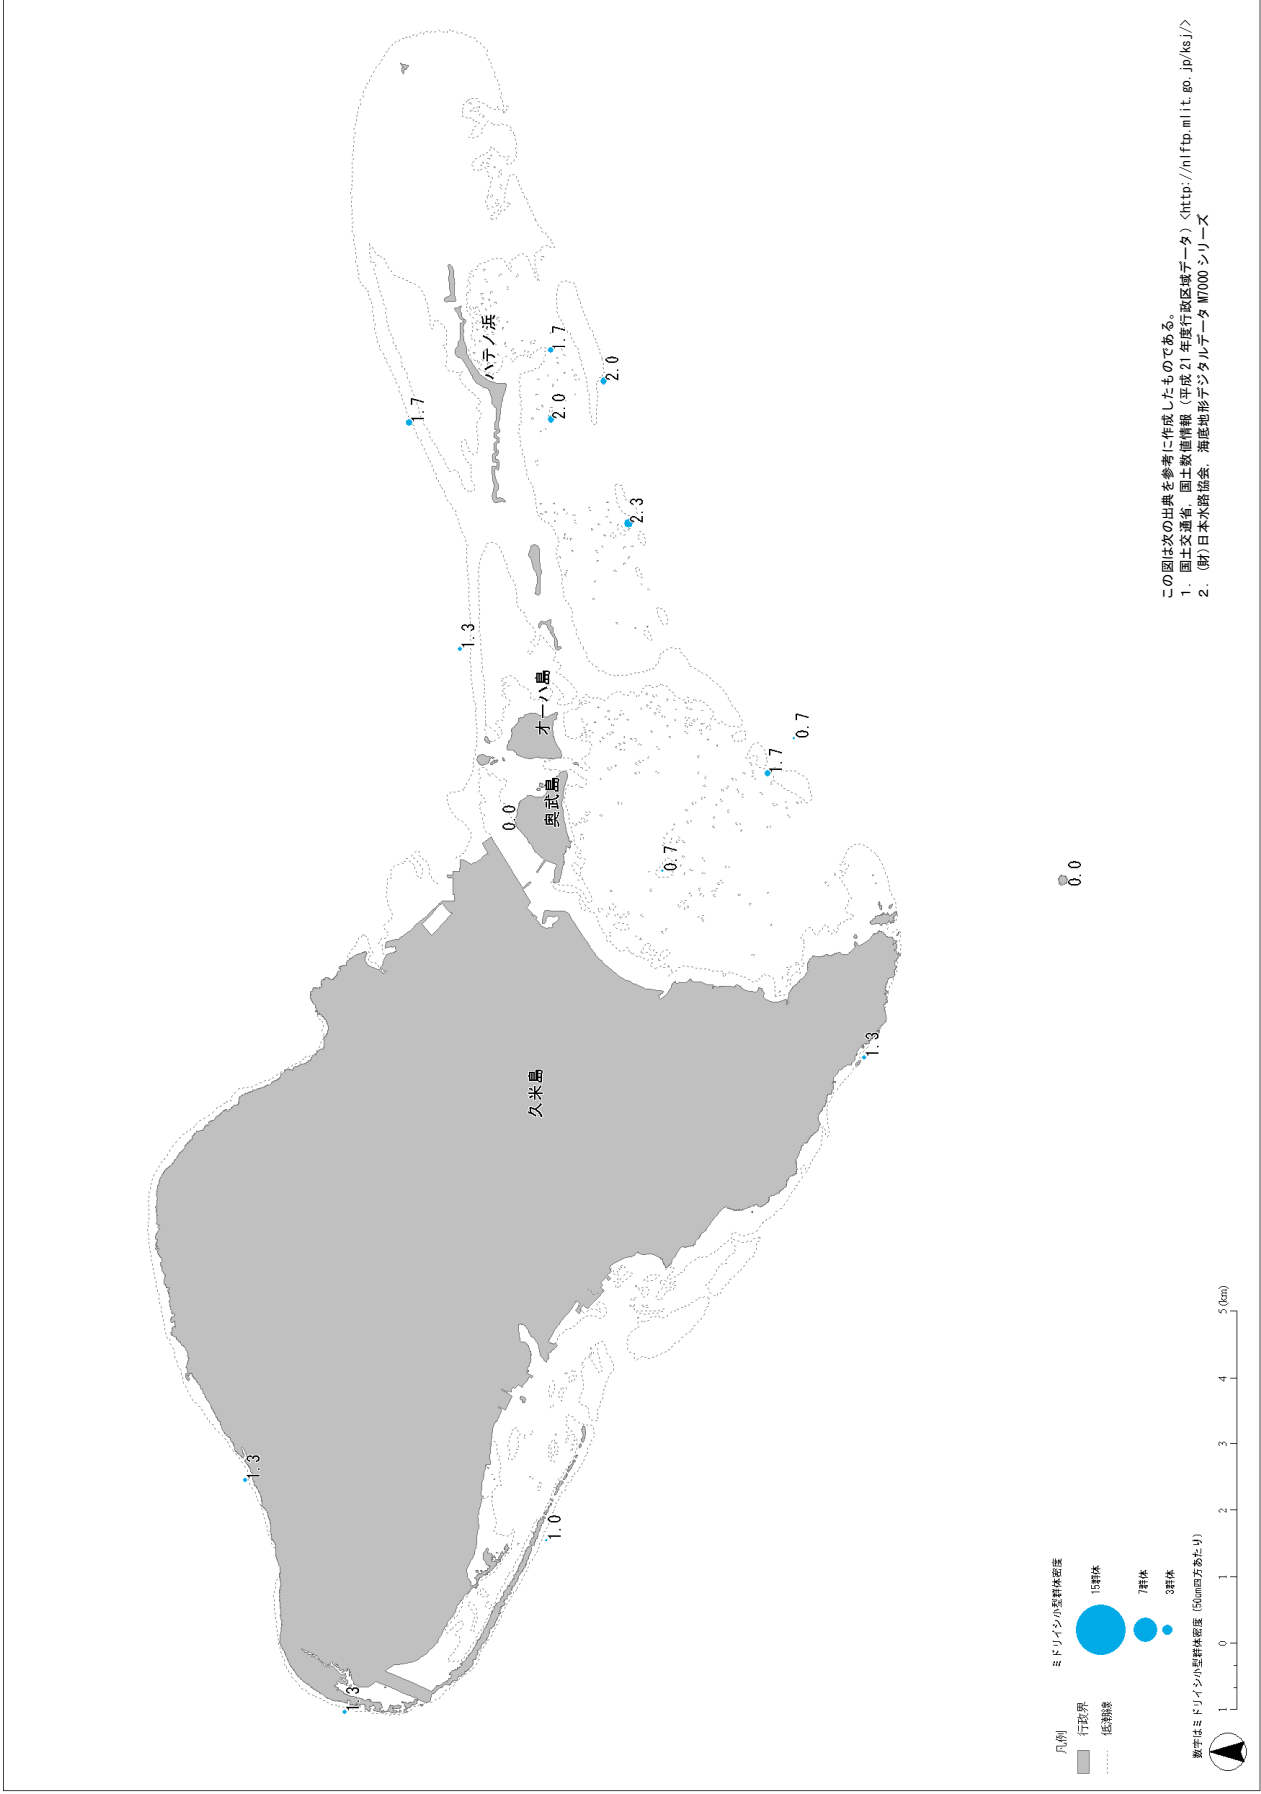 1.3
1.3
1.0
1.3
久米島
0.0
0.0
奥武島
0.7
1.7
0.7
オーハ島
1.3
2.3
1.7
2.0
2.0
1.7
ハテノ浜
この図は次の出典を参考に作成したものである。
1. 国土交通省, 国土数値情報 (平成21年度行政区域データ) <http://nlftp.mlit.go.jp/ksj/>
2. (財)日本水路協会, 海底地形デジタルデータ M7000シリーズ
凡例
行政界
低潮線
ミドリイシ小型群体密度
15群体
7群体
3群体
数字はミドリイシ小型群体密度 (50cm四方あたり)
1 0 1 2 3 4 5(km)